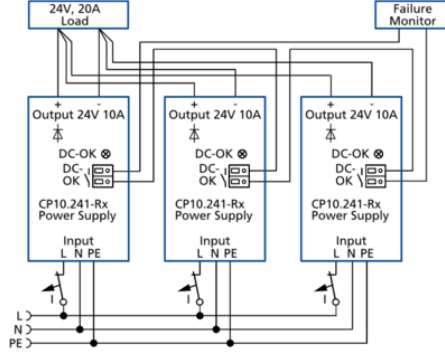 24V, 20A
Load
Failure
Monitor
+ -
Output 24V 10A
DC-OK
DC-
OK
CP10.241-Rx
Power Supply
Input
L N PE
I
+ -
Output 24V 10A
DC-OK
DC-
OK
CP10.241-Rx
Power Supply
Input
L N PE
I
+ -
Output 24V 10A
DC-OK
DC-
OK
CP10.241-Rx
Power Supply
Input
L N PE
I
L
N
PE